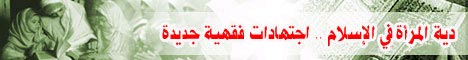 دية المرأة في الإسلام .. اجتهادات فقهية جديدة